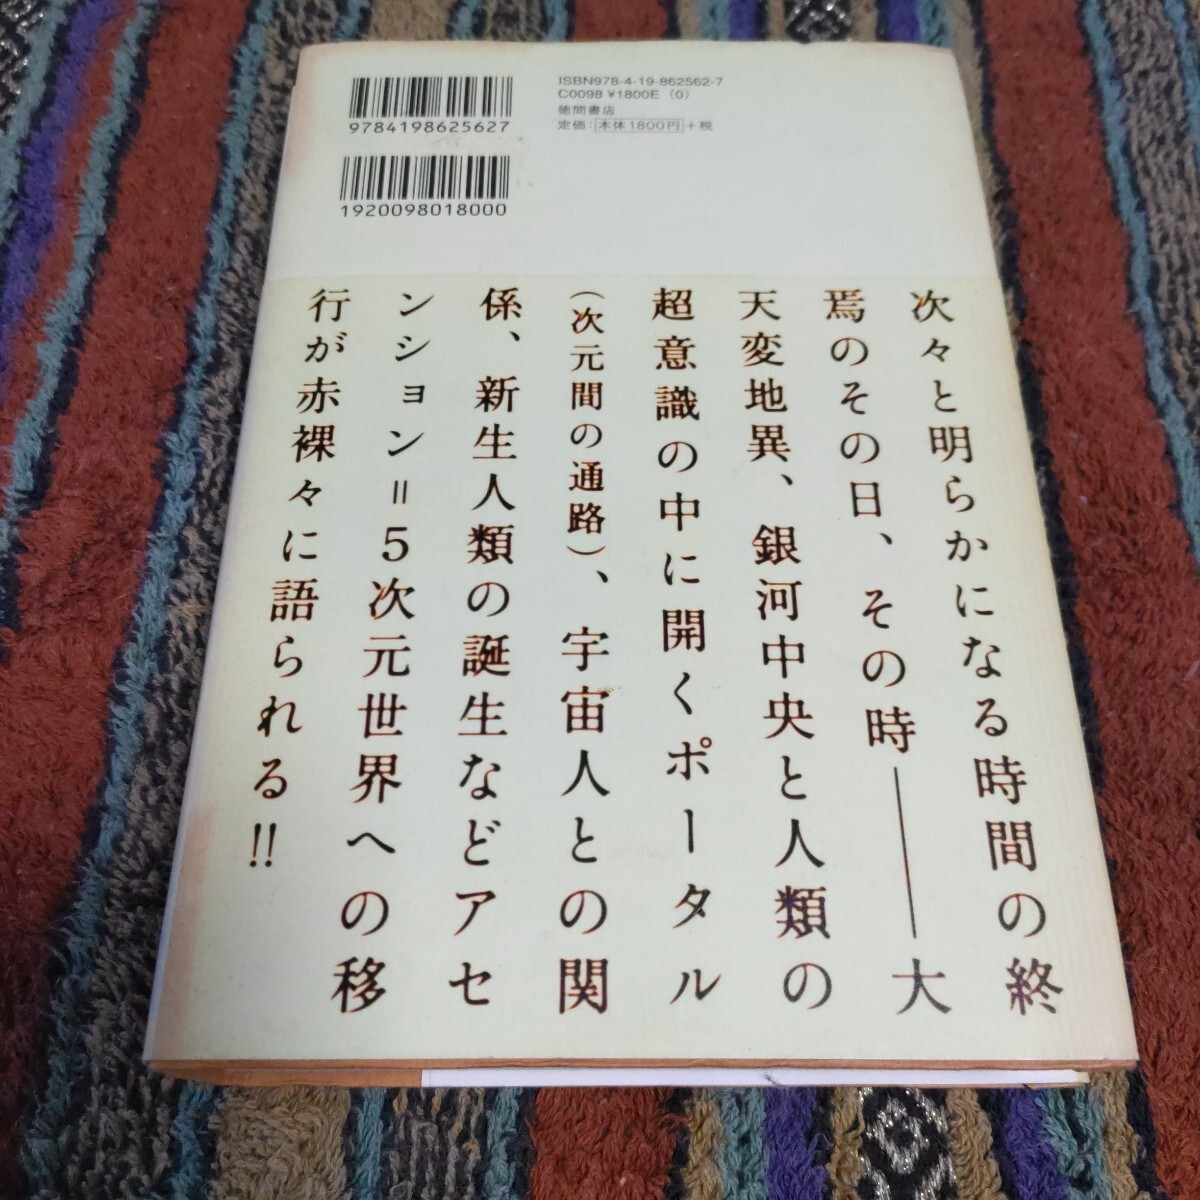 9784198625627
1920098018000
ISBN978-4-19-862562-7
C0098 ¥1800E (0)
徳間書店
定価:本体1800円+税
次々と明らかになる時間の終
焉のその日、その時――大
天変地異、銀河中央と人類の
超意識の中に開くポータル
(次元間の通路)、宇宙人との関
係、新生人類の誕生などアセ
ンション=5次元世界への移
行が赤裸々に語られる!!